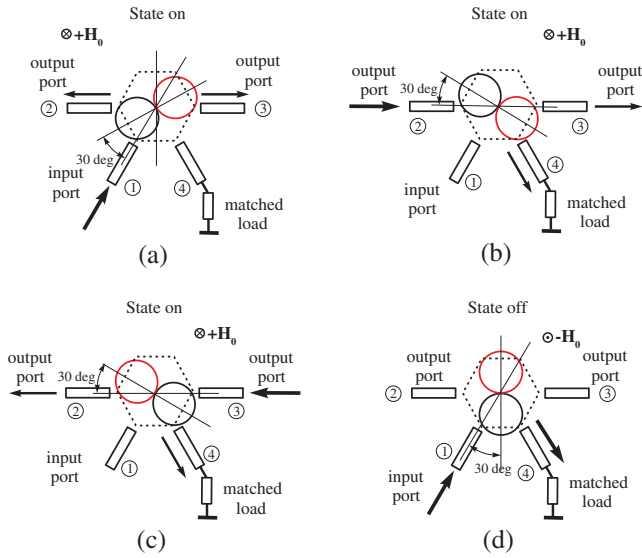 State on
⊗+H₀
output
port
output
port
②
③
30 deg
input
port
①
④
matched
load
(a)
State on
⊗+H₀
output
port
30 deg
output
port
②
③
input
port
①
④
matched
load
(b)
State on
⊗+H₀
output
port
30 deg
output
port
②
③
input
port
①
④
matched
load
(c)
State off
⊙-H₀
output
port
output
port
②
③
①
30 deg
④
input
port
matched
load
(d)